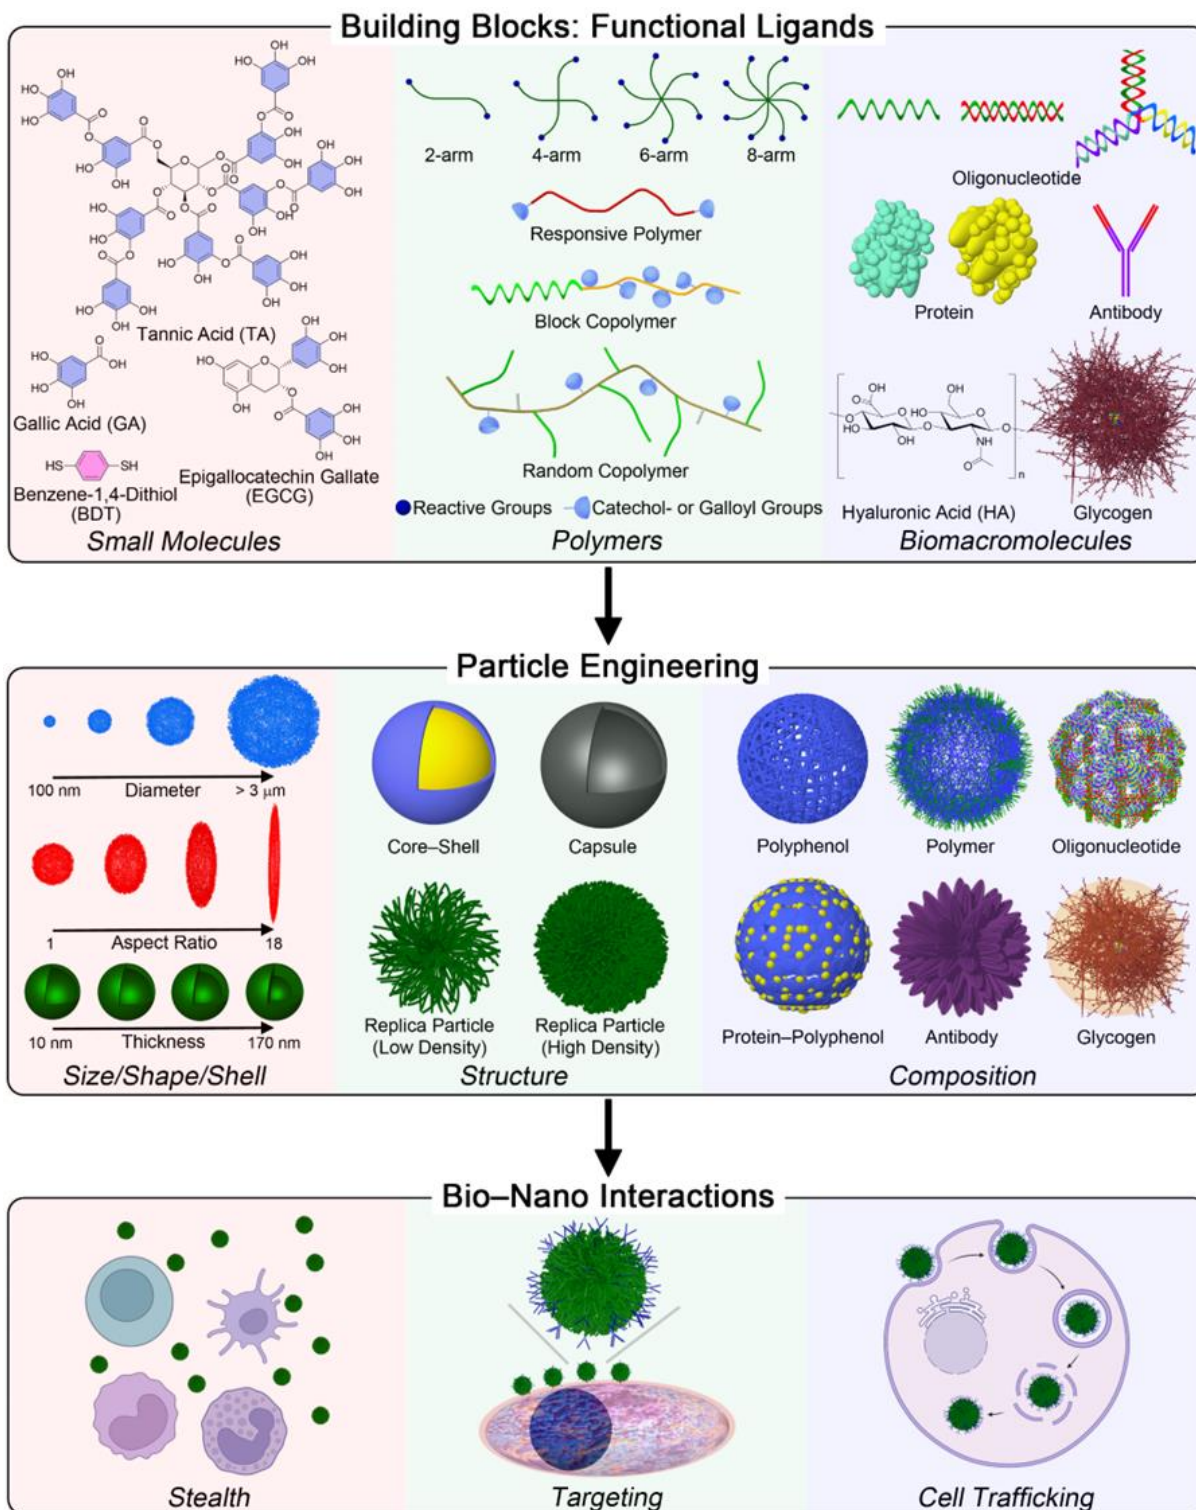 Building Blocks: Functional Ligands
Tannic Acid (TA)
Gallic Acid (GA)
HS
SH
Benzene-1,4-Dithiol
(BDT)
Epigallocatechin Gallate
(EGCG)
Small Molecules
2-arm
4-arm
6-arm
8-arm
Responsive Polymer
Block Copolymer
Random Copolymer
Reactive Groups
Catechol- or Galloyl Groups
Polymers
Oligonucleotide
Protein
Antibody
Hyaluronic Acid (HA)
Glycogen
Biomacromolecules
Particle Engineering
100 nm
Diameter
> 3 μm
1
Aspect Ratio
18
10 nm
Thickness
170 nm
Size/Shape/Shell
Core–Shell
Capsule
Replica Particle
(Low Density)
Replica Particle
(High Density)
Structure
Polyphenol
Polymer
Oligonucleotide
Protein–Polyphenol
Antibody
Glycogen
Composition
Bio–Nano Interactions
Stealth
Targeting
Cell Trafficking